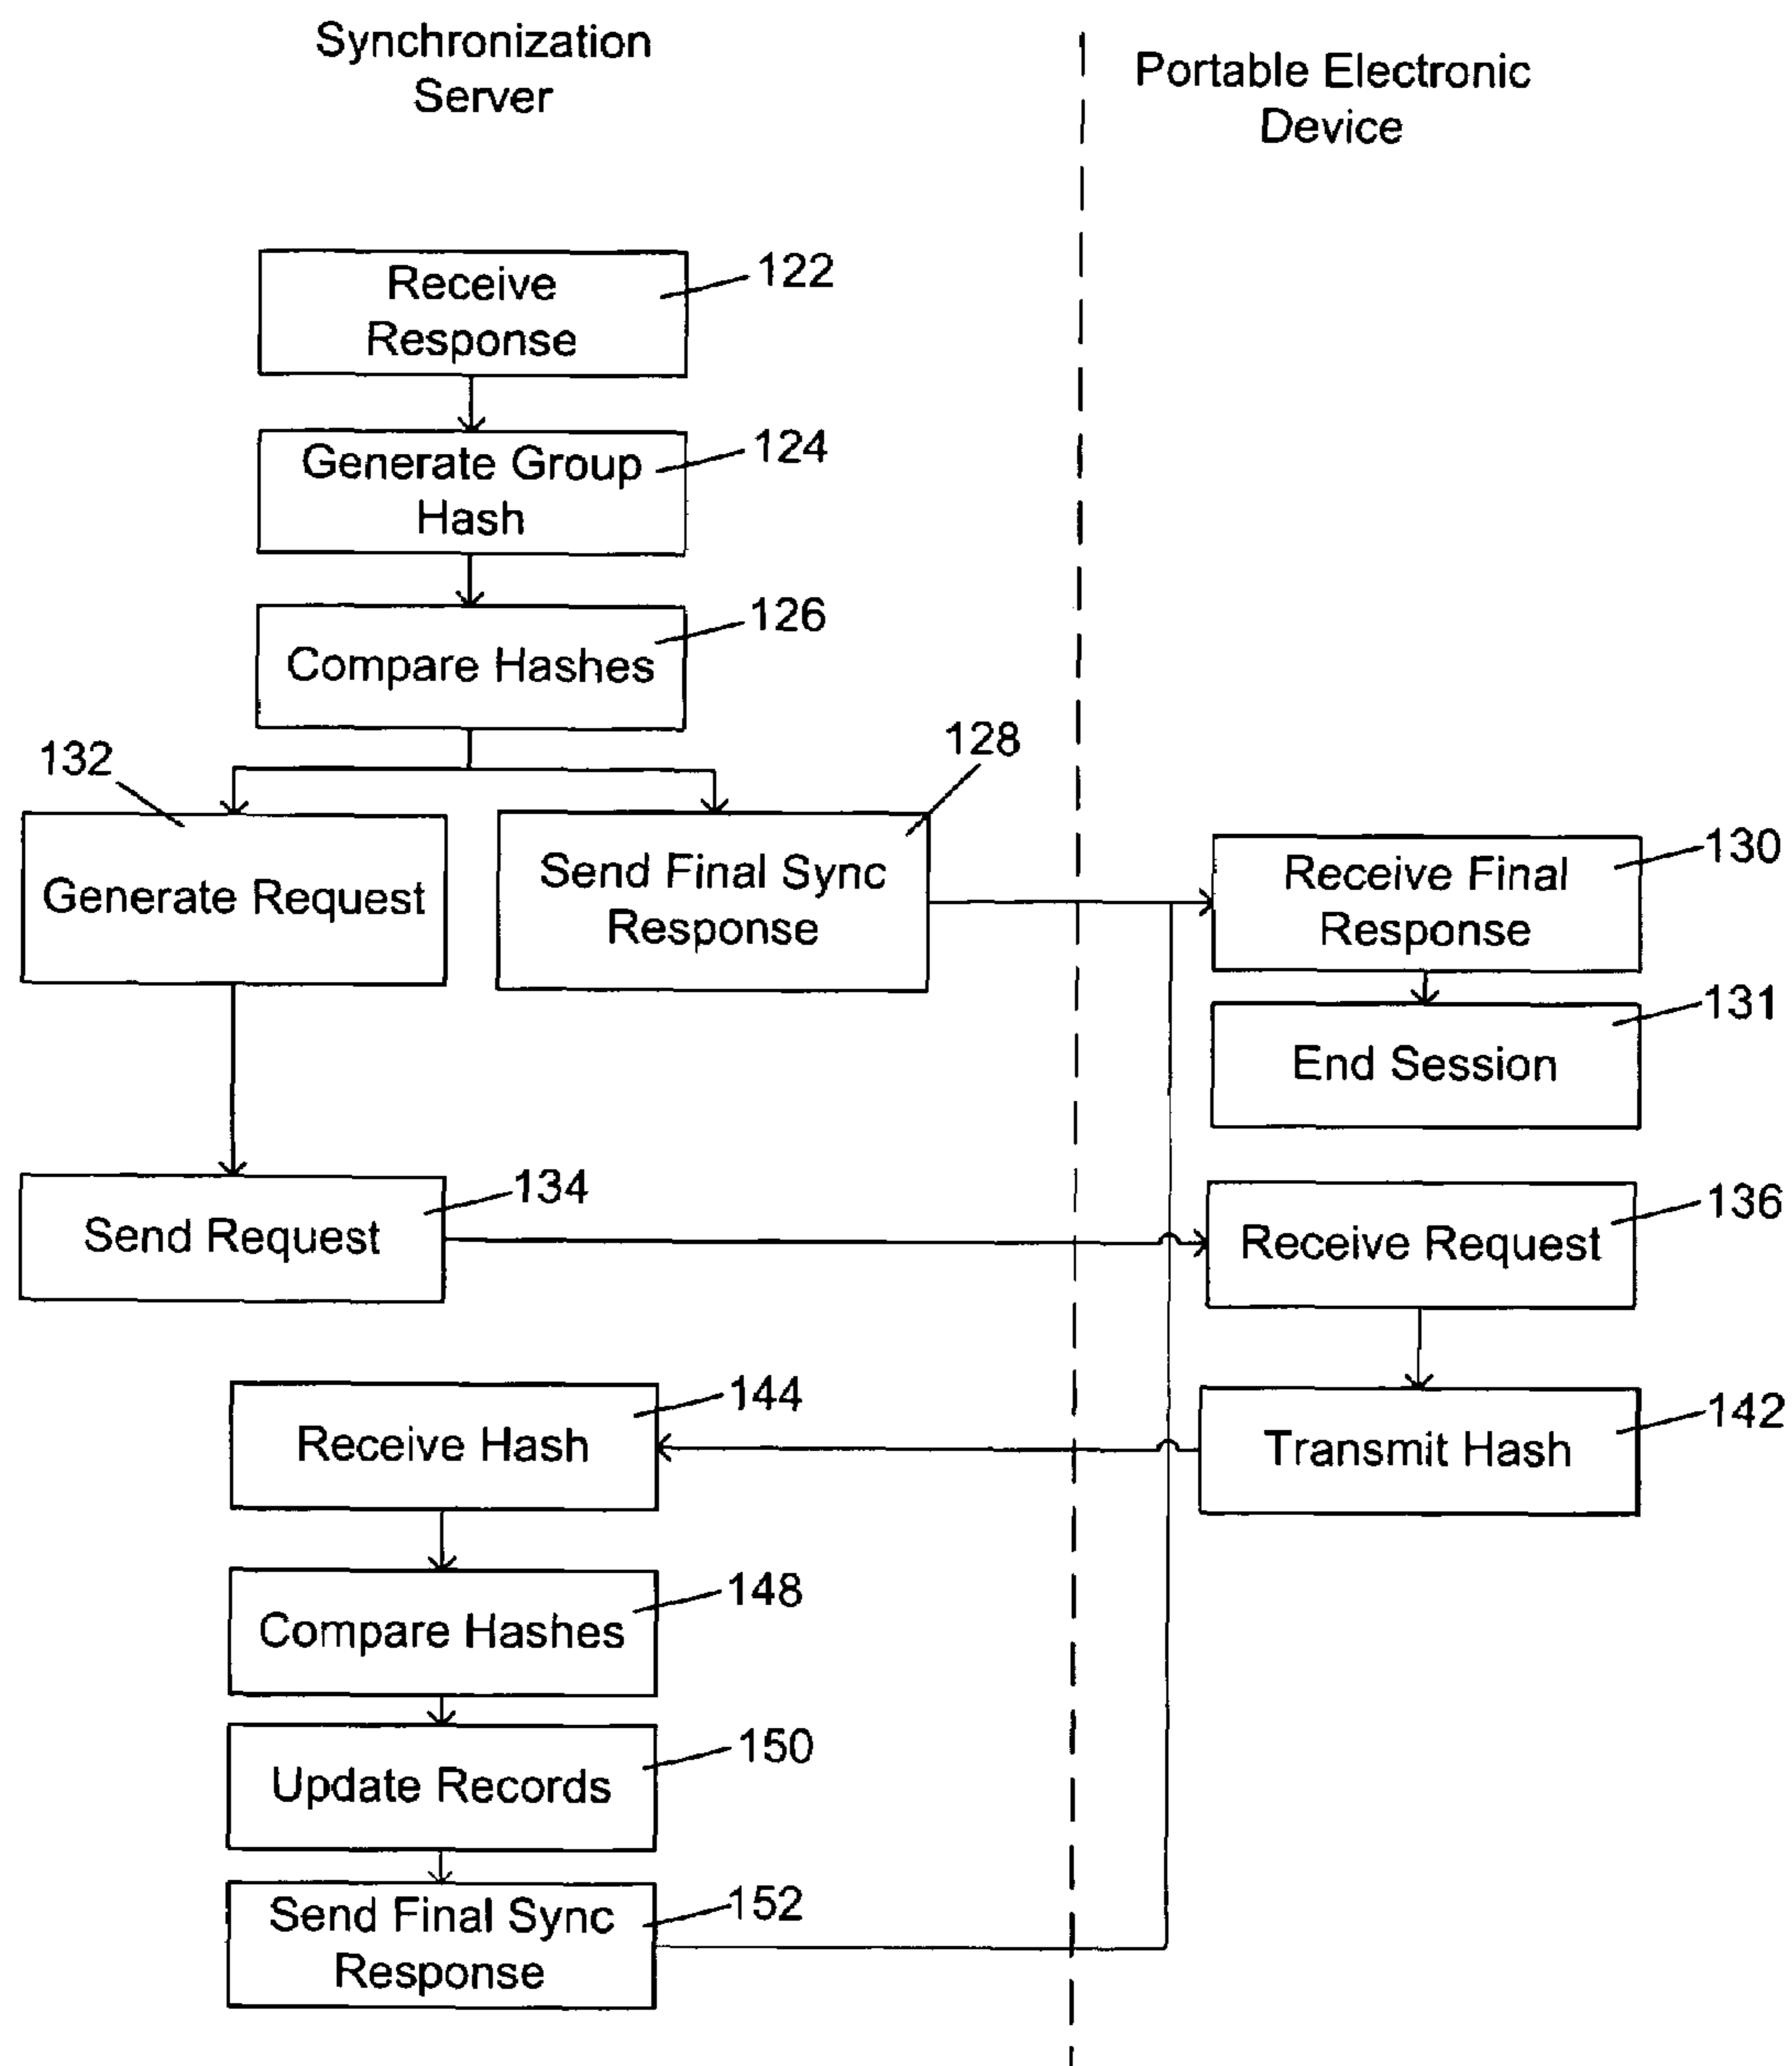 Synchronization
Server
Portable Electronic
Device
Receive
Response
122
Generate Group
Hash
124
Compare Hashes
126
132
128
Generate Request
Send Final Sync
Response
Receive Final
Response
130
End Session
131
Send Request
134
Receive Request
136
Receive Hash
144
Transmit Hash
142
Compare Hashes
148
Update Records
150
Send Final Sync
Response
152